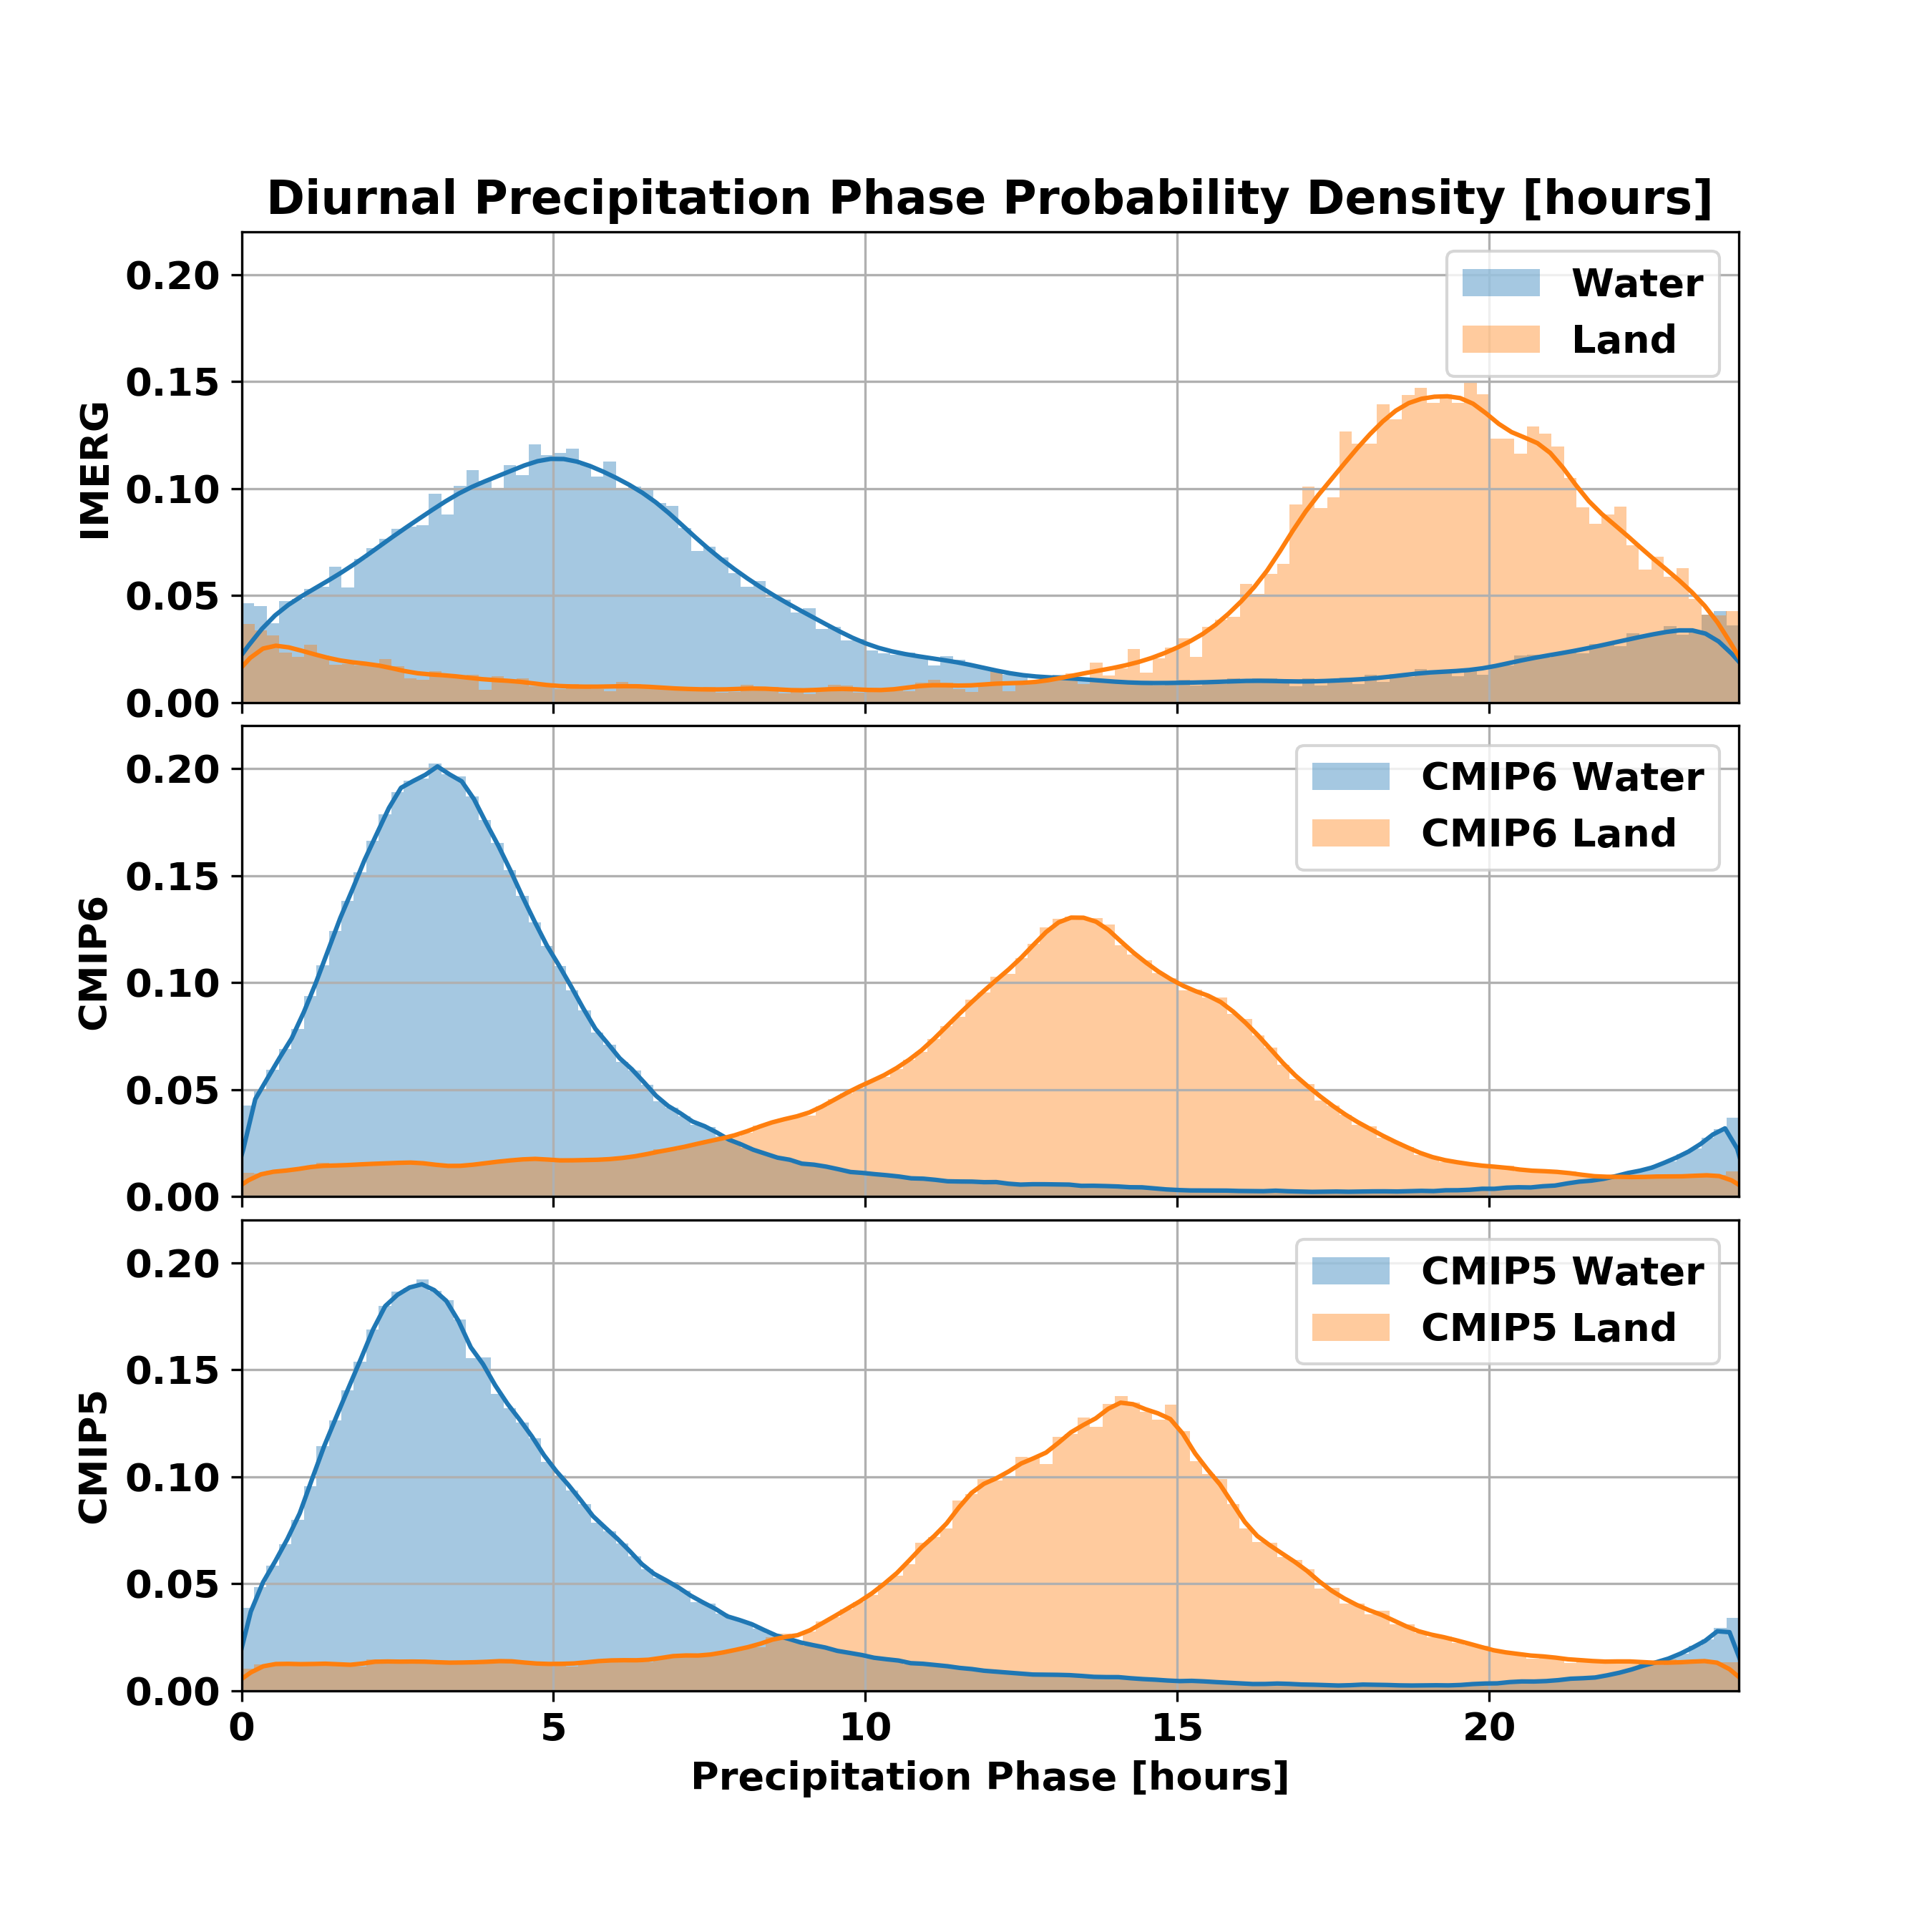 Diurnal Precipitation Phase Probability Density [hours]
0.20
0.15
0.10
0.05
0.00
IMERG
Water
Land
0.20
0.15
0.10
0.05
0.00
CMIP6
CMIP6 Water
CMIP6 Land
0.20
0.15
0.10
0.05
0.00
CMIP5
CMIP5 Water
CMIP5 Land
0 5 10 15 20
Precipitation Phase [hours]